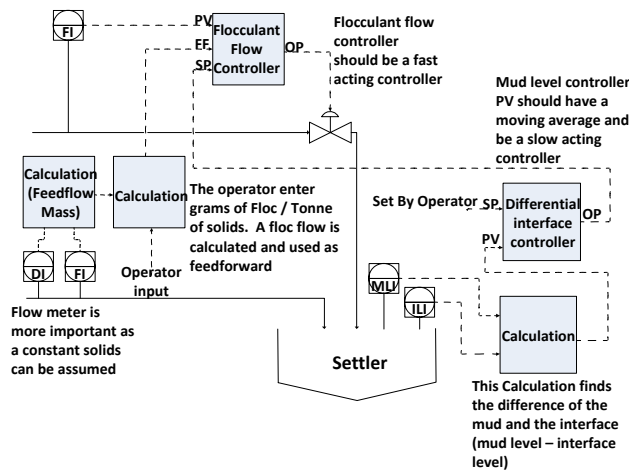 FI
PV
FF
SP
Flocculant
Flow
Controller
OP
Flocculant flow
controller
should be a fast
acting controller
Mud level controller
PV should have a
moving average and
be a slow acting
controller
Calculation
(Feedflow
Mass)
Calculation
The operator enter
grams of Floc / Tonne
of solids. A floc flow is
calculated and used as
feedforward
Set By Operator
SP
PV
Differential
interface
controller
OP
DI
FI
Operator
input
MLI
ILI
Flow meter is
more important as
a constant solids
can be assumed
Settler
Calculation
This Calculation finds
the difference of the
mud and the interface
(mud level – interface
level)